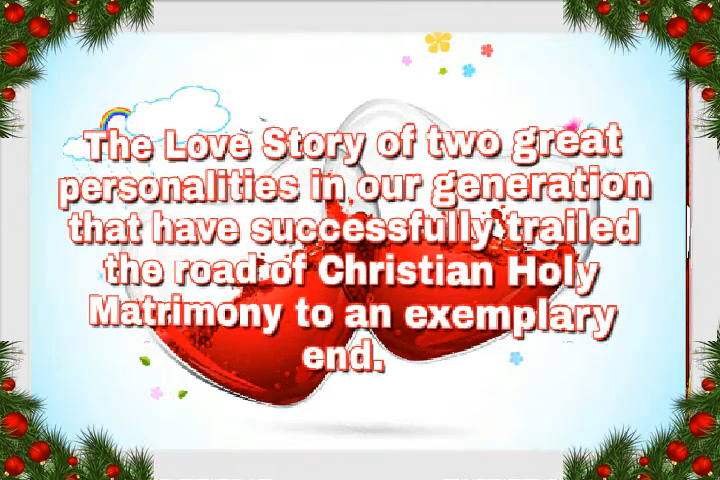 The Love Story of two great
personalities in our generation
that have successfully trailed
the road of Christian Holy
Matrimony to an exemplary
end.